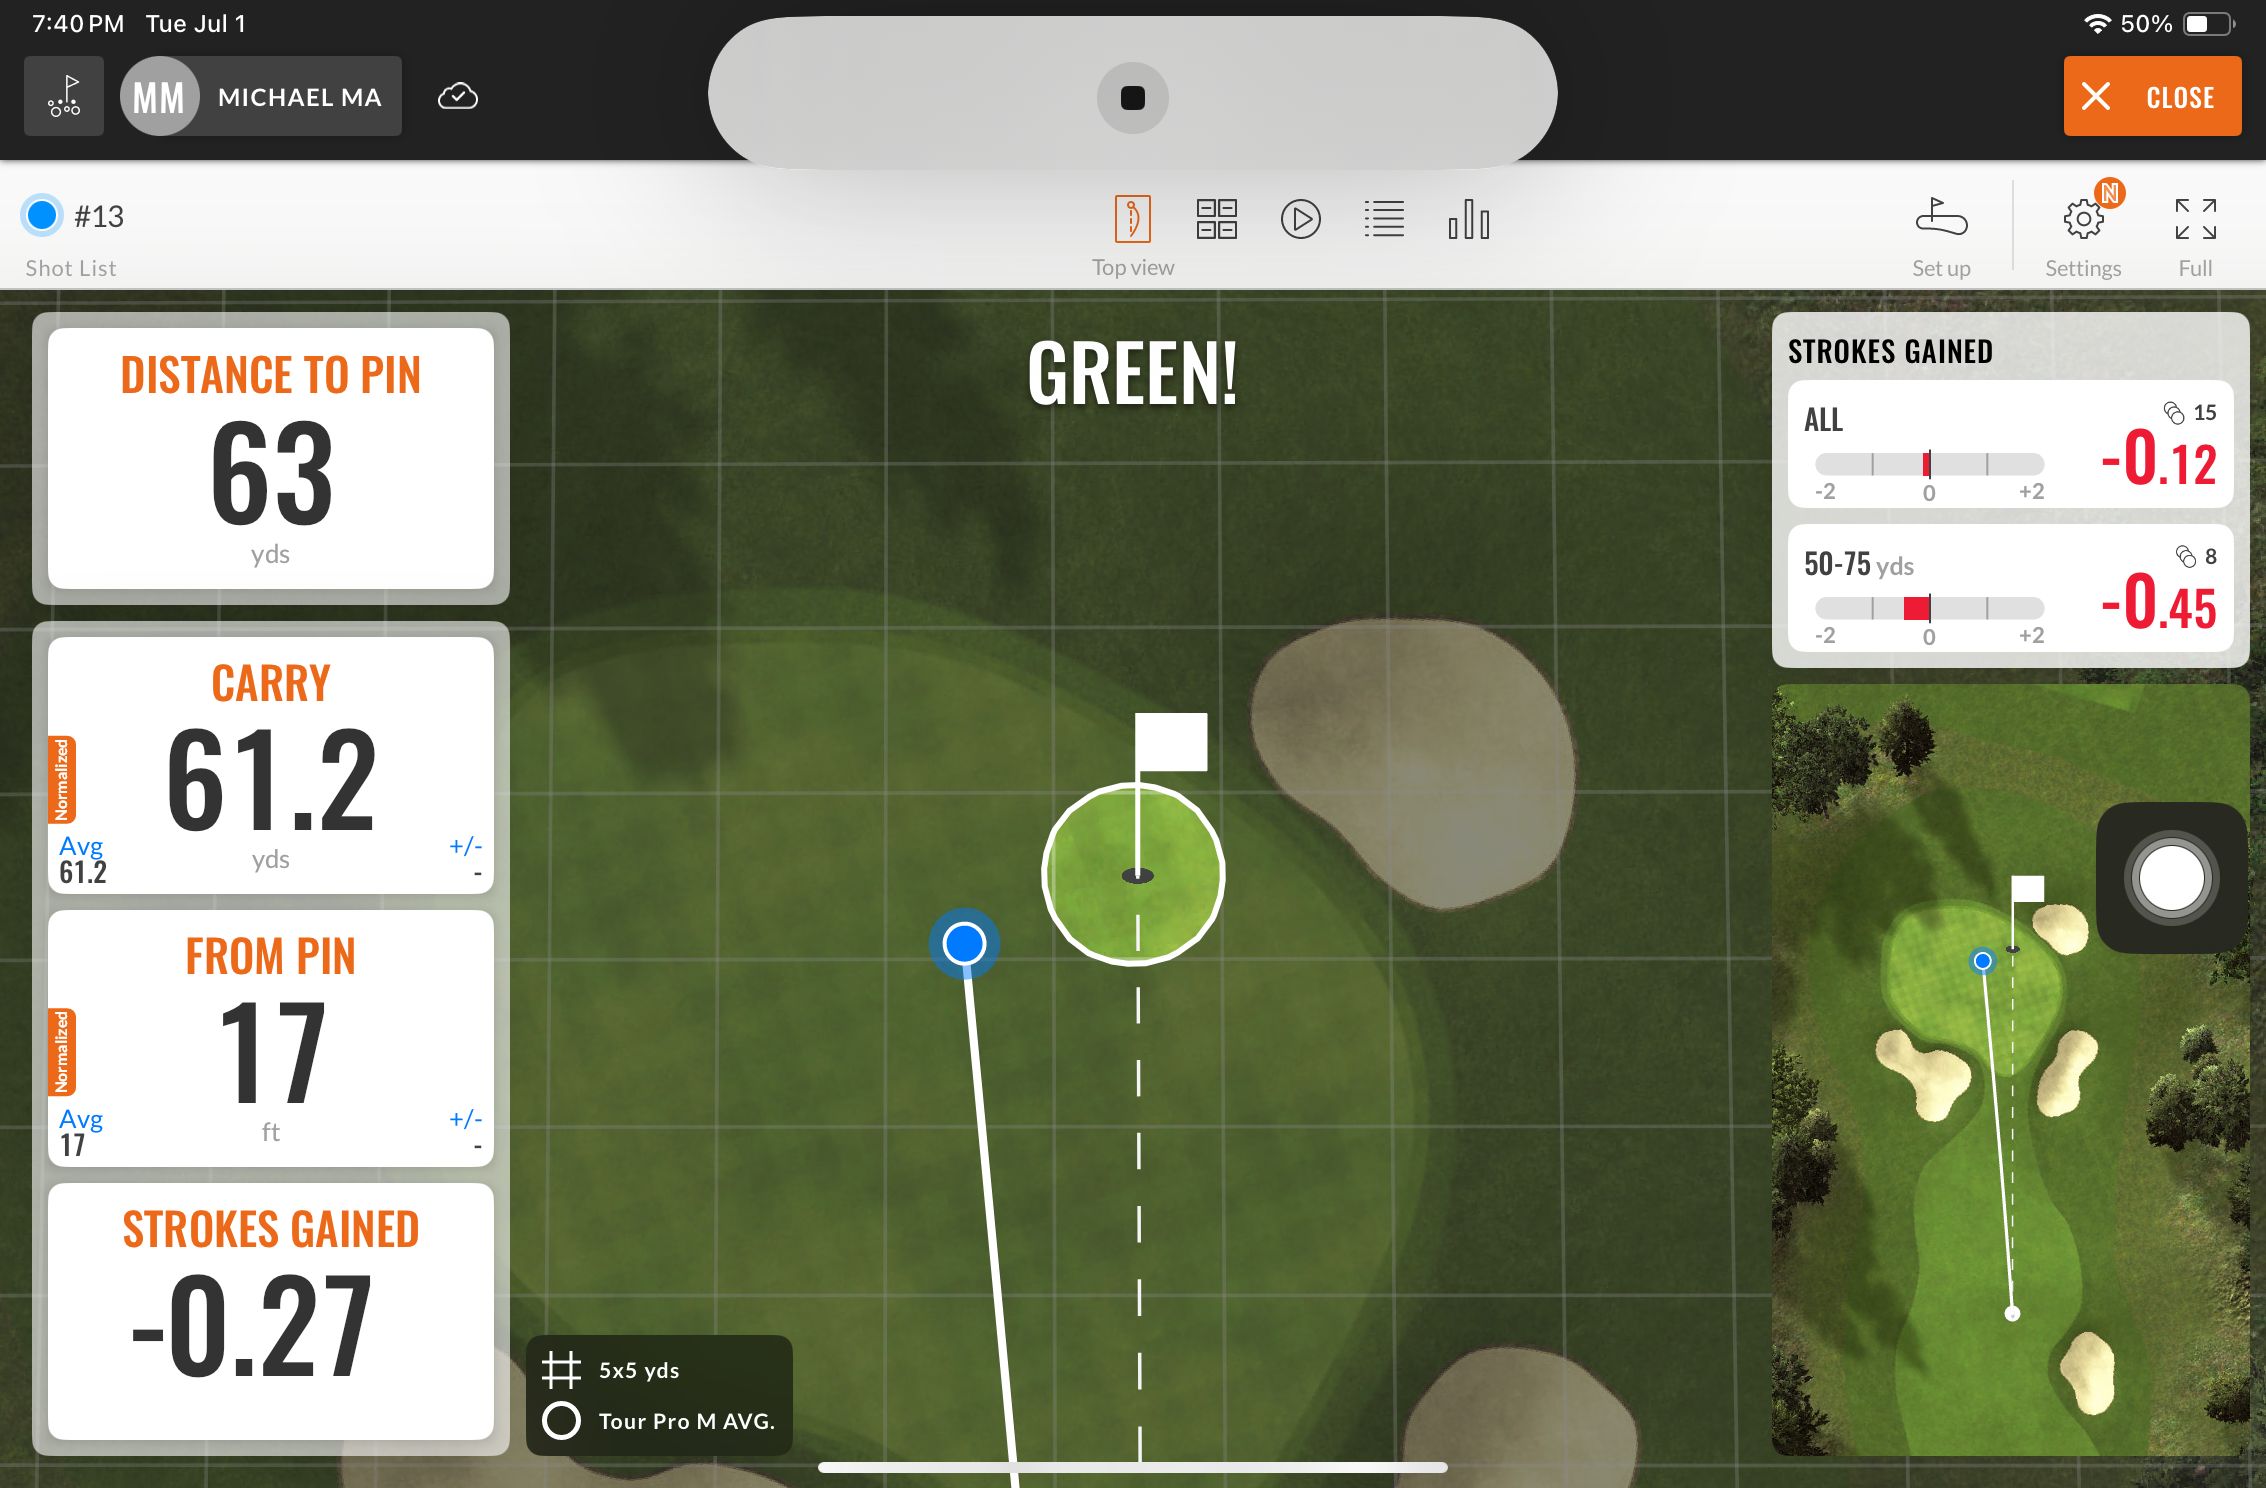 7:40 PM Tue Jul 1
50%
MM MICHAEL MA
CLOSE
#13
Shot List
Top view
N
Set up
Settings
Full
DISTANCE TO PIN
63
yds
CARRY
Normalized
61.2
yds
Avg
61.2
+/-
-
FROM PIN
Normalized
17
ft
Avg
17
+/-
-
STROKES GAINED
-0.27
GREEN!
5x5 yds
Tour Pro M AVG.
STROKES GAINED
ALL
15
-0.12
-2 0 +2
50-75 yds
8
-0.45
-2 0 +2